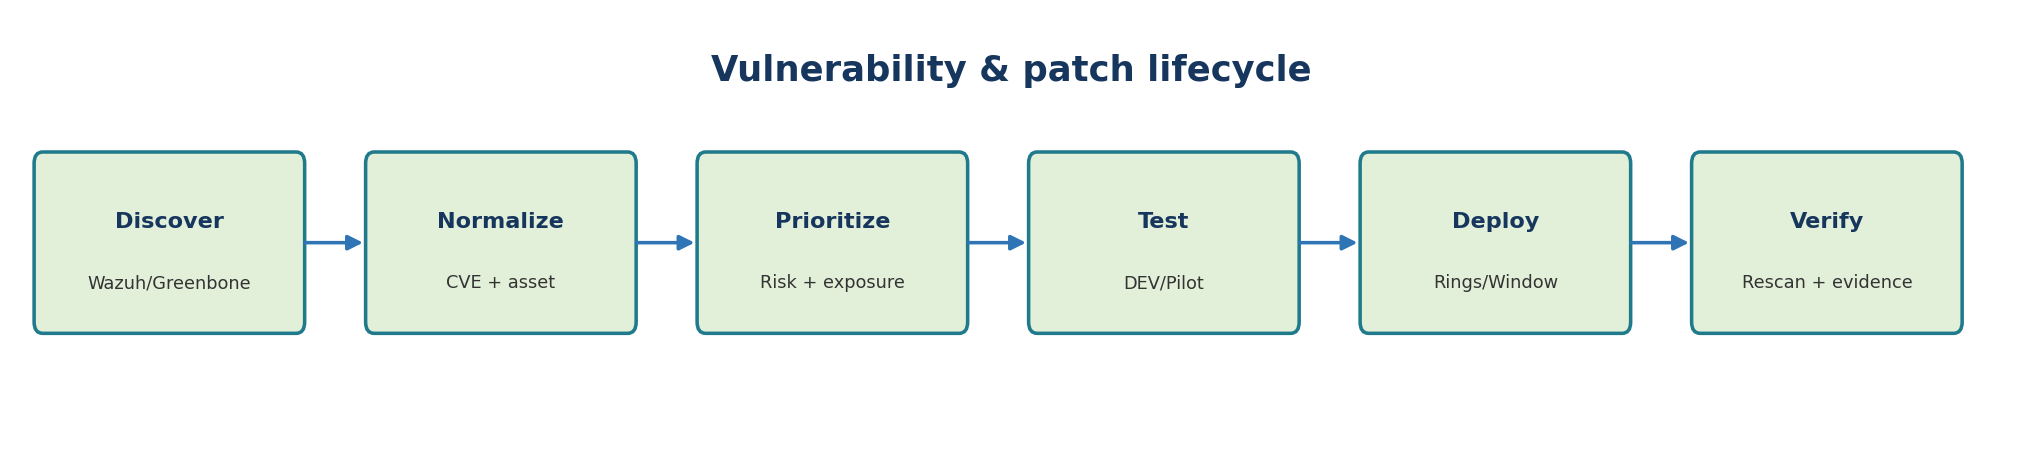 Vulnerability & patch lifecycle
Discover
Wazuh/Greenbone
Normalize
CVE + asset
Prioritize
Risk + exposure
Test
DEV/Pilot
Deploy
Rings/Window
Verify
Rescan + evidence